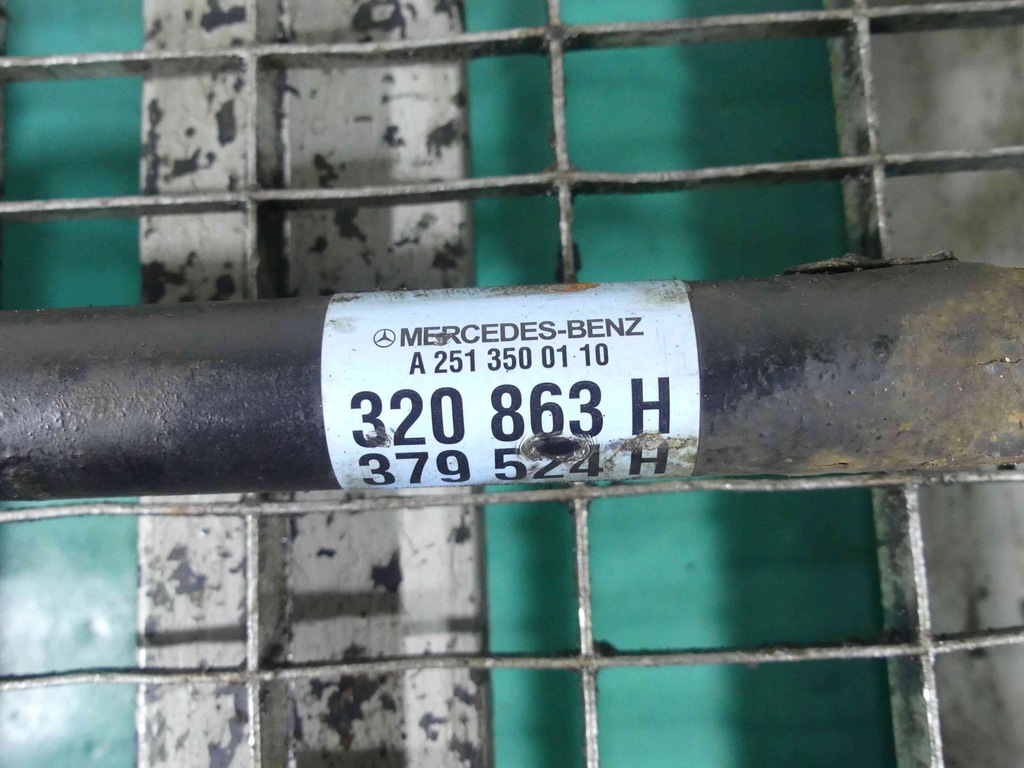 MERCEDES-BENZ
A 251 350 01 10
320 863 H
379 524 H